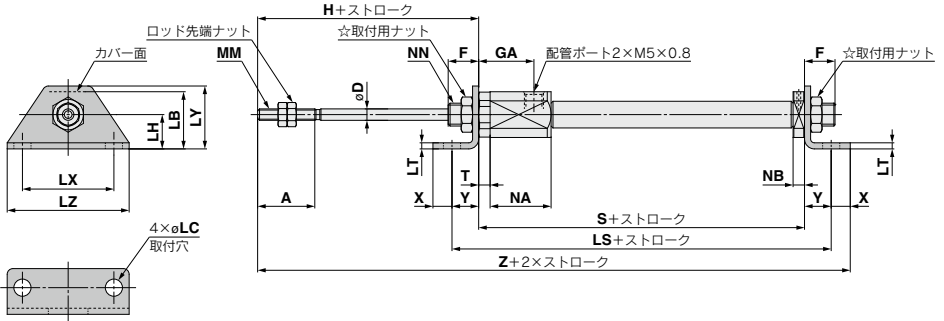 H＋ストローク
ロッド先端ナット
☆取付用ナット
カバー面
MM
NN
F
GA
配管ポート2×M5×0.8
F
☆取付用ナット
øD
LH
LB
LY
LX
LZ
LT
LT
T
NA
NB
A
X
Y
Y
X
S＋ストローク
LS＋ストローク
Z＋2×ストローク
4×øLC
取付穴